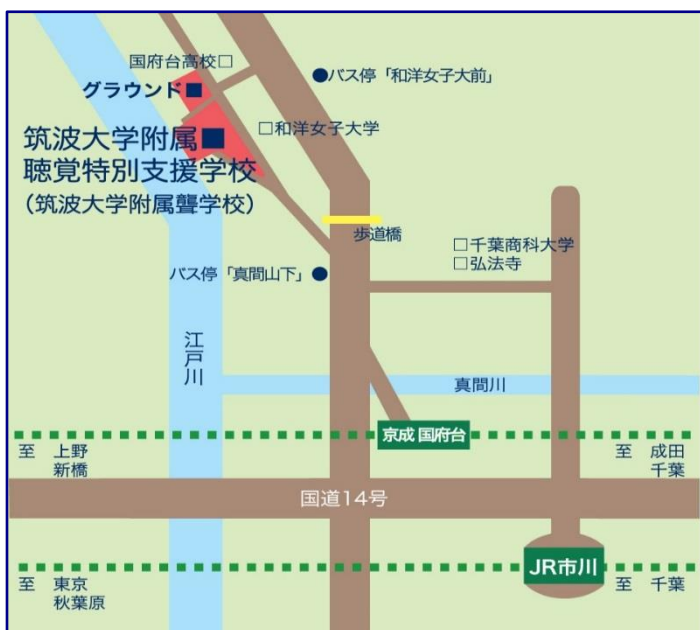 国府台高校□
●バス停「和洋女子大前」
グラウンド■
筑波大学附属■
聴覚特別支援学校
(筑波大学附属聾学校)
□和洋女子大学
歩道橋
□千葉商科大学
□弘法寺
バス停「真間山下」●
江戸川
真間川
京成 国府台
至 上野
新橋
至 成田
千葉
国道14号
JR市川
至 東京
秋葉原
至 千葉